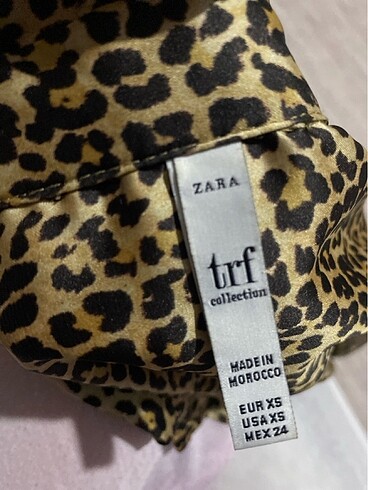 ZARA
trf
collection
MADE IN
MOROCCO
EUR XS
USA XS
MEX 24